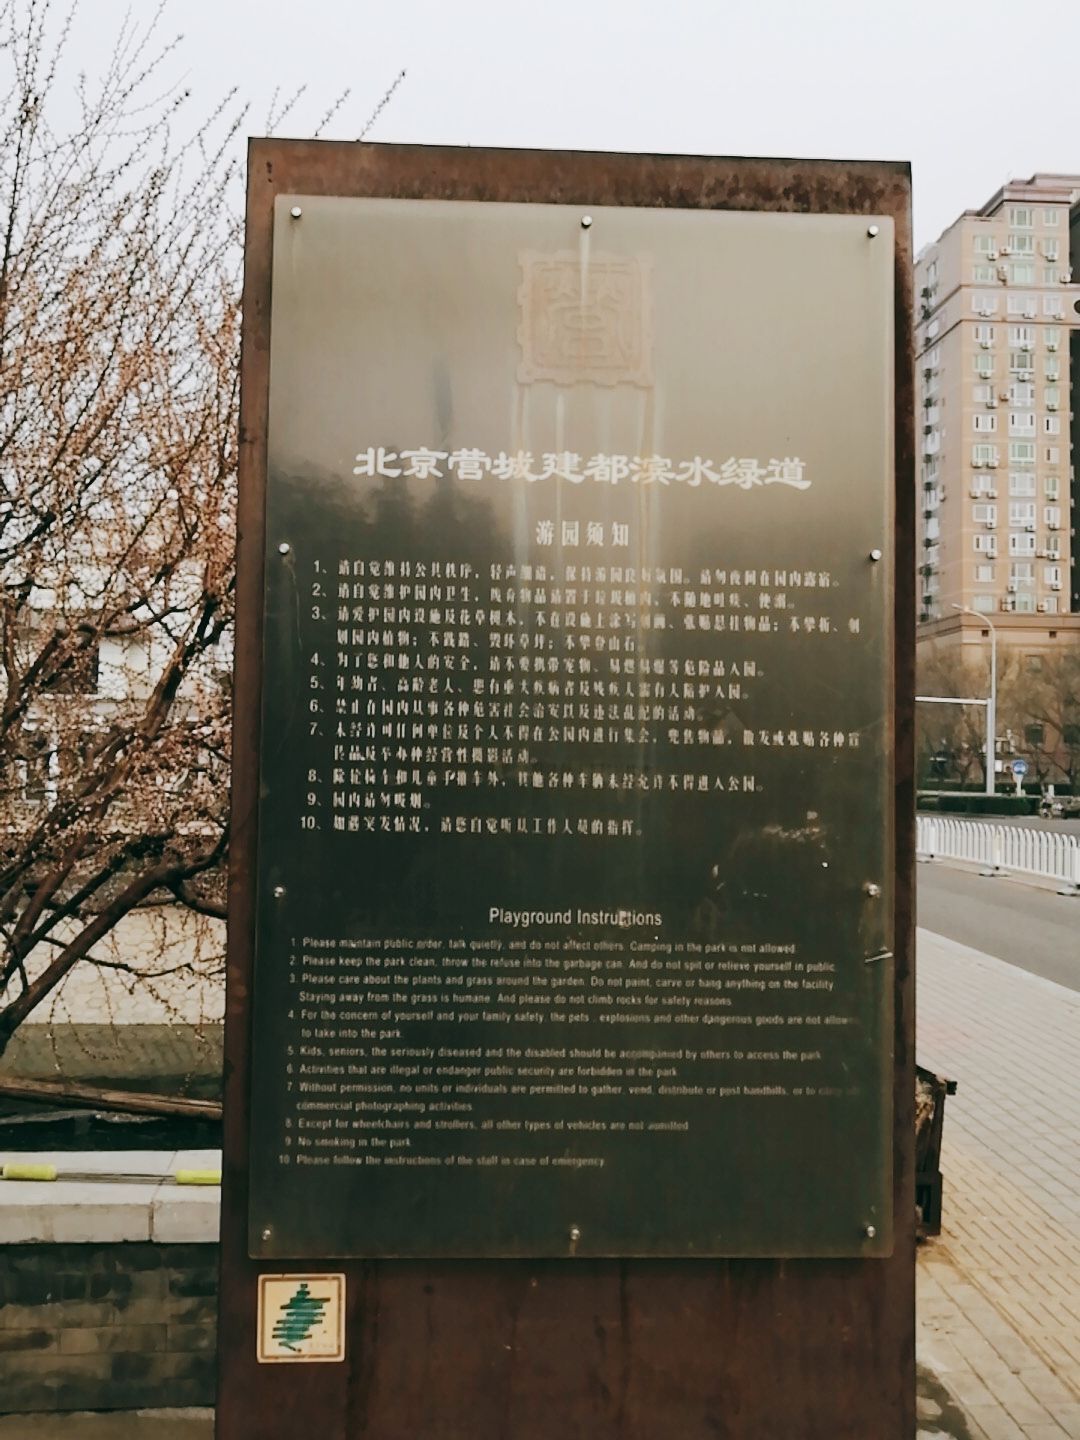 北京营城建都滨水绿道
游园须知
1、请自觉维持公共秩序，轻声细语，保持游园良好氛围。请勿夜间在园内露宿。
2、请自觉维护园内卫生，废弃物品请置于垃圾桶内，不随地吐痰、便溺。
3、请爱护园内设施及花草树木，不在设施上涂写刻画、张贴悬挂物品；不攀折、刨
刨园内植物；不践踏、毁坏草坪；不攀登山石。
4、为了您和他人的安全，请不要携带宠物、易燃易爆等危险品入园。
5、年幼者、高龄老人、患有重大疾病者及残疾人需有人陪护入园。
6、禁止在园内从事各种危害社会治安以及违法乱纪的活动。
7、未经许可任何单位及个人不得在公园内进行集会，兜售物品，散发或张贴各种宣
传品及举办种经营性摄影活动。
8、除轮椅车和儿童手推车外，其他各种车辆未经允许不得进入公园。
9、园内请勿吸烟。
10、如遇突发情况，请您自觉听从工作人员的指挥。
Playground Instructions
1. Please maintain public order, talk quietly, and do not affect others. Camping in the park is not allowed.
2. Please keep the park clean, throw the refuse into the garbage can. And do not spit or relieve yourself in public.
3. Please care about the plants and grass around the garden. Do not paint, carve or hang anything on the facility.
Staying away from the grass is humane. And please do not climb rocks for safety reasons.
4. For the concern of yourself and your family safety, the pets , explosions and other dangerous goods are not allowed
to take into the park.
5. Kids, seniors, the seriously diseased and the disabled should be accompanied by others to access the park.
6. Activities that are illegal or endanger public security are forbidden in the park.
7. Without permission, no units or individuals are permitted to gather, vend, distribute or post handbills, or to carry
commercial photographing activities.
8. Except for wheelchairs and strollers, all other types of vehicles are not admitted.
9. No smoking in the park.
10. Please follow the instructions of the staff in case of emergency.